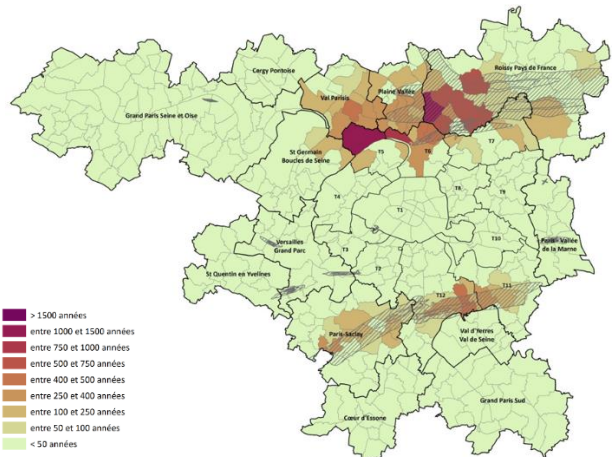 Cergy Pontoise
Roissy Pays de France
Plaine Vallée
Val Parisis
Grand Paris Seine et Oise
St Germain
Boucles de Seine
T5
T6
T7
T4
T8
T9
T1
Versailles
Grand Parc
T3
T2
T10
Vallée
de la Marne
St Quentin en Yvelines
T12
T11
Paris-Saclay
Val d'Yerres
Val de Seine
Cœur d'Essone
Grand Paris Sud
> 1500 années
entre 1000 et 1500 années
entre 750 et 1000 années
entre 500 et 750 années
entre 400 et 500 années
entre 250 et 400 années
entre 100 et 250 années
entre 50 et 100 années
< 50 années